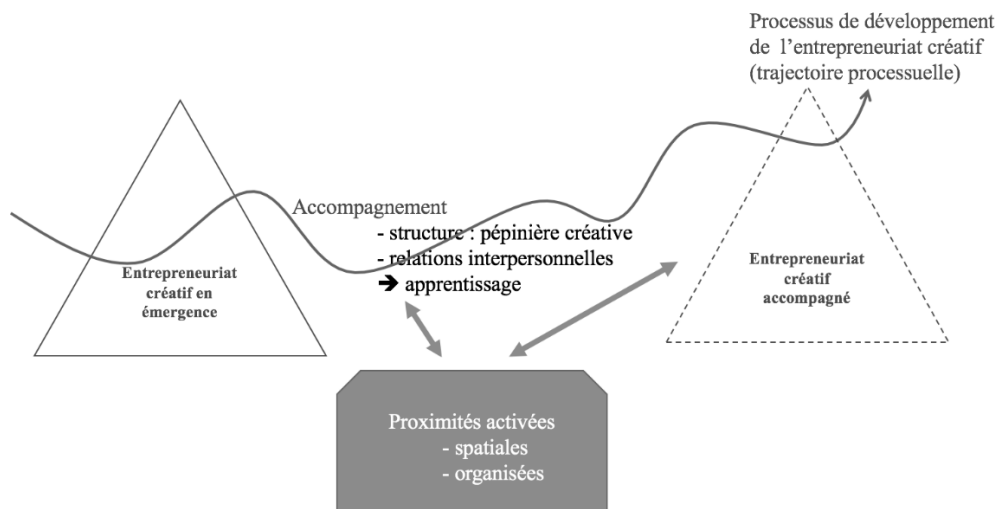 Processus de développement
de l’entrepreneuriat créatif
(trajectoire processuelle)
Accompagnement
- structure : pépinière créative
- relations interpersonnelles
➔ apprentissage
Entrepreneuriat
créatif en
émergence
Entrepreneuriat
créatif
accompagné
Proximités activées
- spatiales
- organisées